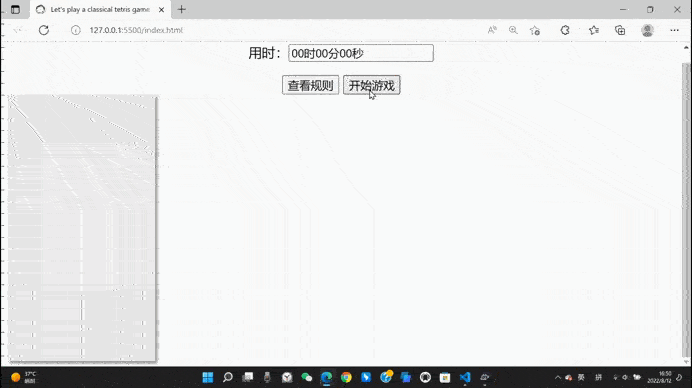 Let's play a classical tetris game
127.0.0.1:5500/index.html
用时：00时00分00秒
查看规则 开始游戏
37°C
英 拼
16:50
2022/8/12